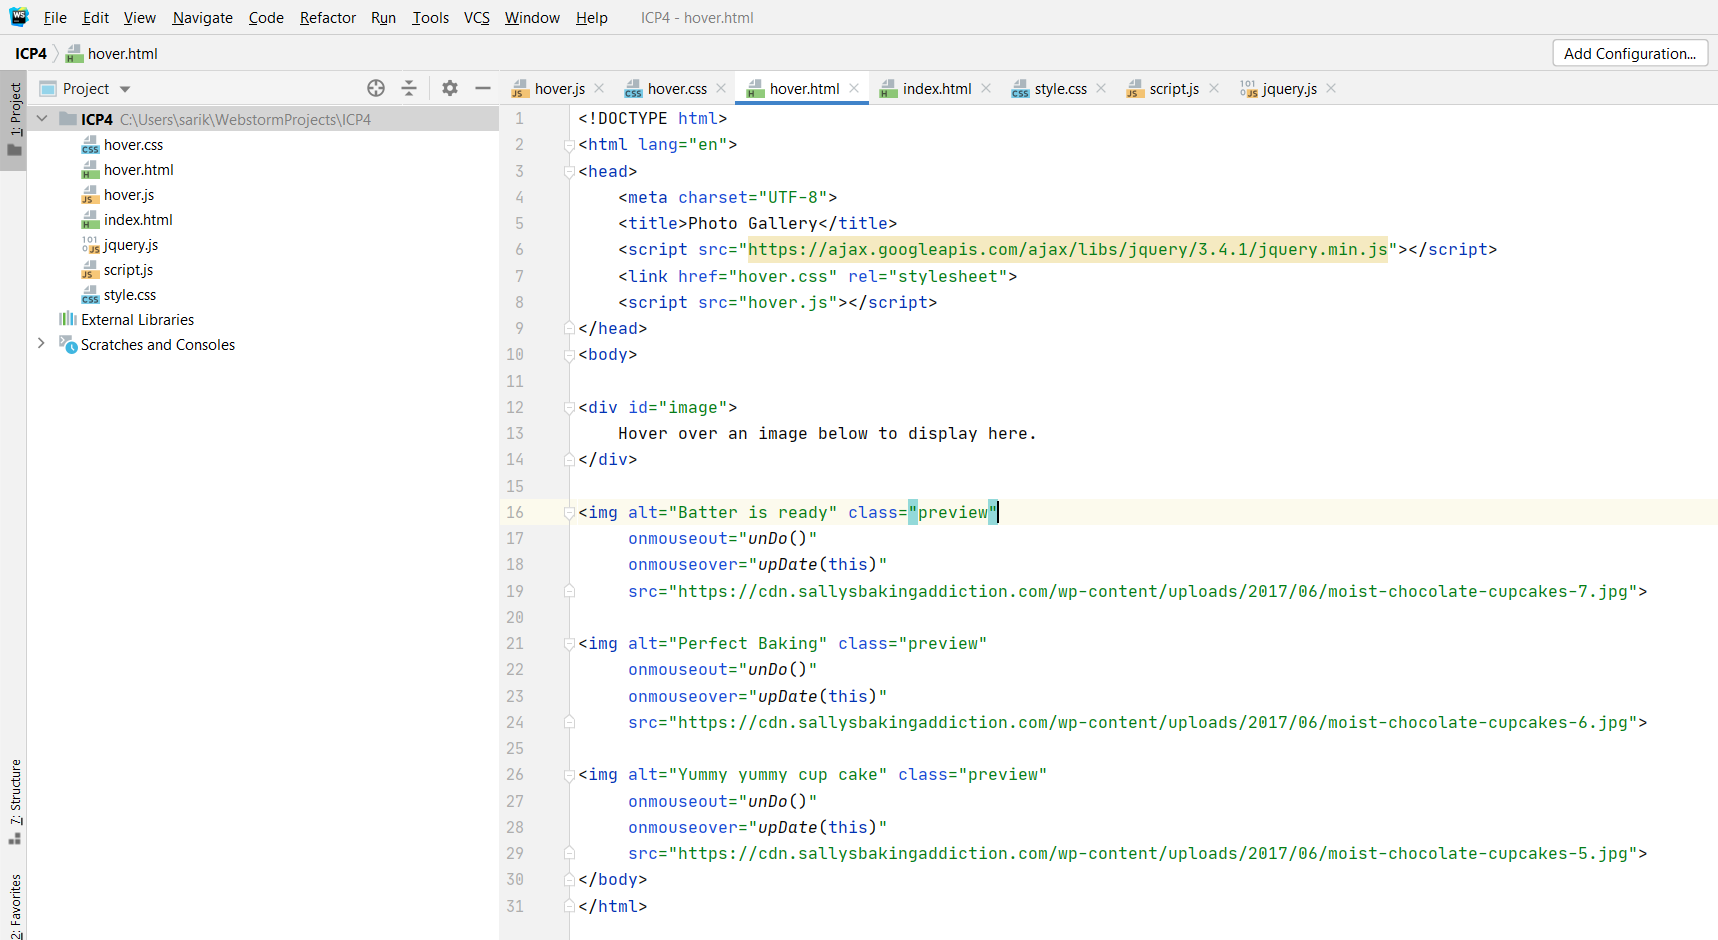 WS File Edit View Navigate Code Refactor Run Tools VCS Window Help ICP4 - hover.html
ICP4 hover.html Add Configuration...
1: Project
Project
hover.js hover.css hover.html index.html style.css script.js jquery.js
ICP4 C:\Users\sarik\WebstormProjects\ICP4
hover.css
hover.html
hover.js
index.html
jquery.js
script.js
style.css
External Libraries
Scratches and Consoles
7: Structure
2: Favorites
1 <!DOCTYPE html>
2 <html lang="en">
3 <head>
4     <meta charset="UTF-8">
5     <title>Photo Gallery</title>
6     <script src="https://ajax.googleapis.com/ajax/libs/jquery/3.4.1/jquery.min.js"></script>
7     <link href="hover.css" rel="stylesheet">
8     <script src="hover.js"></script>
9 </head>
10 <body>
11
12 <div id="image">
13     Hover over an image below to display here.
14 </div>
15
16 <img alt="Batter is ready" class="preview"
17      onmouseout="unDo()"
18      onmouseover="upDate(this)"
19      src="https://cdn.sallysbakingaddiction.com/wp-content/uploads/2017/06/moist-chocolate-cupcakes-7.jpg">
20
21 <img alt="Perfect Baking" class="preview"
22      onmouseout="unDo()"
23      onmouseover="upDate(this)"
24      src="https://cdn.sallysbakingaddiction.com/wp-content/uploads/2017/06/moist-chocolate-cupcakes-6.jpg">
25
26 <img alt="Yummy yummy cup cake" class="preview"
27      onmouseout="unDo()"
28      onmouseover="upDate(this)"
29      src="https://cdn.sallysbakingaddiction.com/wp-content/uploads/2017/06/moist-chocolate-cupcakes-5.jpg">
30 </body>
31 </html>